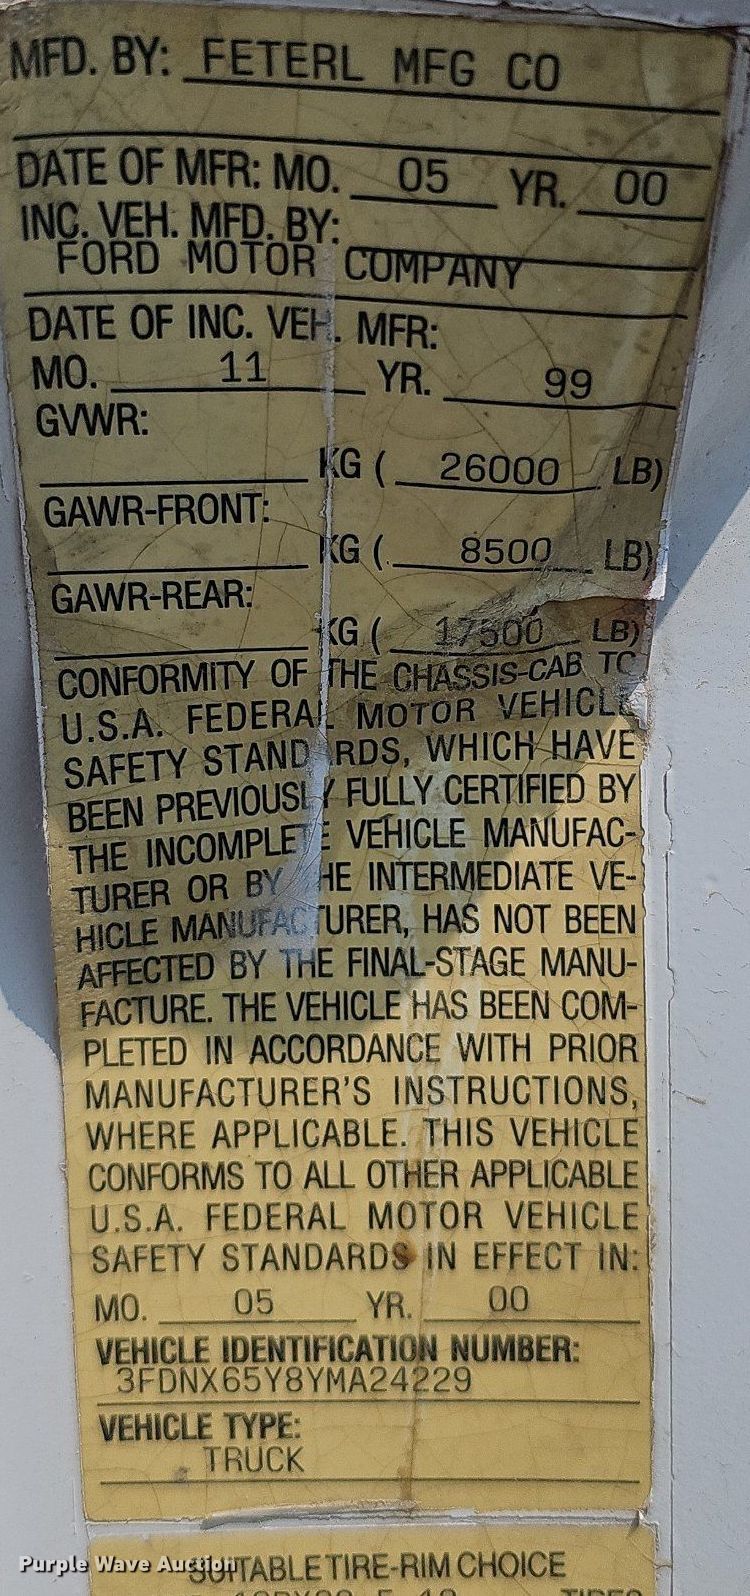 MFD. BY: FETERL MFG CO
DATE OF MFR: MO. 05 YR. 00
INC. VEH. MFD. BY:
FORD MOTOR COMPANY
DATE OF INC. VEH. MFR:
MO. 11 YR. 99
GVWR:
KG ( 26000 LB)
GAWR-FRONT:
KG ( 8500 LB)
GAWR-REAR:
KG ( 17500 LB)
CONFORMITY OF THE CHASSIS-CAB TO
U.S.A. FEDERAL MOTOR VEHICLE
SAFETY STANDARDS, WHICH HAVE
BEEN PREVIOUSLY FULLY CERTIFIED BY
THE INCOMPLETE VEHICLE MANUFAC-
TURER OR BY THE INTERMEDIATE VE-
HICLE MANUFACTURER, HAS NOT BEEN
AFFECTED BY THE FINAL-STAGE MANU-
FACTURE. THE VEHICLE HAS BEEN COM-
PLETED IN ACCORDANCE WITH PRIOR
MANUFACTURER'S INSTRUCTIONS,
WHERE APPLICABLE. THIS VEHICLE
CONFORMS TO ALL OTHER APPLICABLE
U.S.A. FEDERAL MOTOR VEHICLE
SAFETY STANDARDS IN EFFECT IN:
MO. 05 YR. 00
VEHICLE IDENTIFICATION NUMBER:
3FDNX65Y8YMA24229
VEHICLE TYPE:
TRUCK
Purple Wave Auction
SUITABLE TIRE-RIM CHOICE